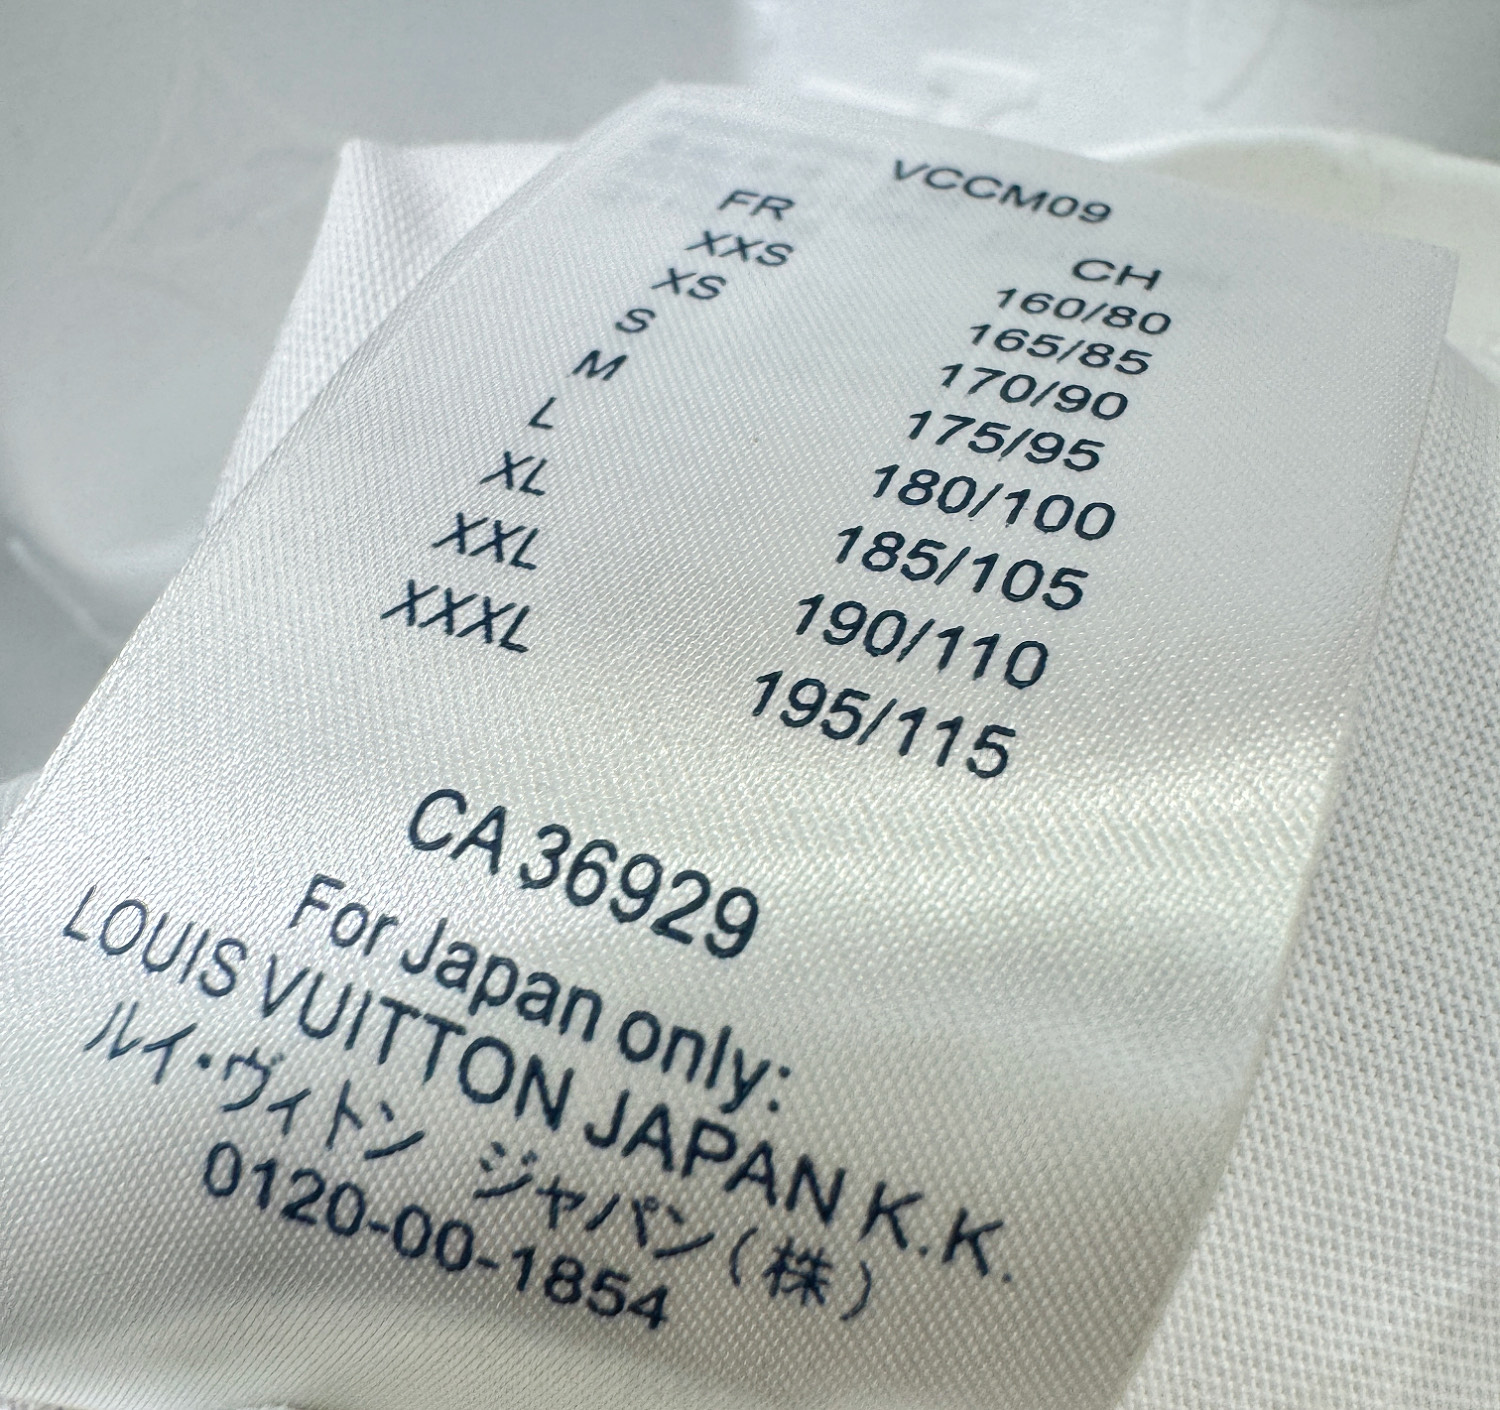 VCCM09
FR CH
XXS 160/80
XS 165/85
S 170/90
M 175/95
L 180/100
XL 185/105
XXL 190/110
XXXL 195/115
CA 36929
For Japan only:
LOUIS VUITTON JAPAN K.K.
ルイ・ヴィトン ジャパン（株）
0120-00-1854